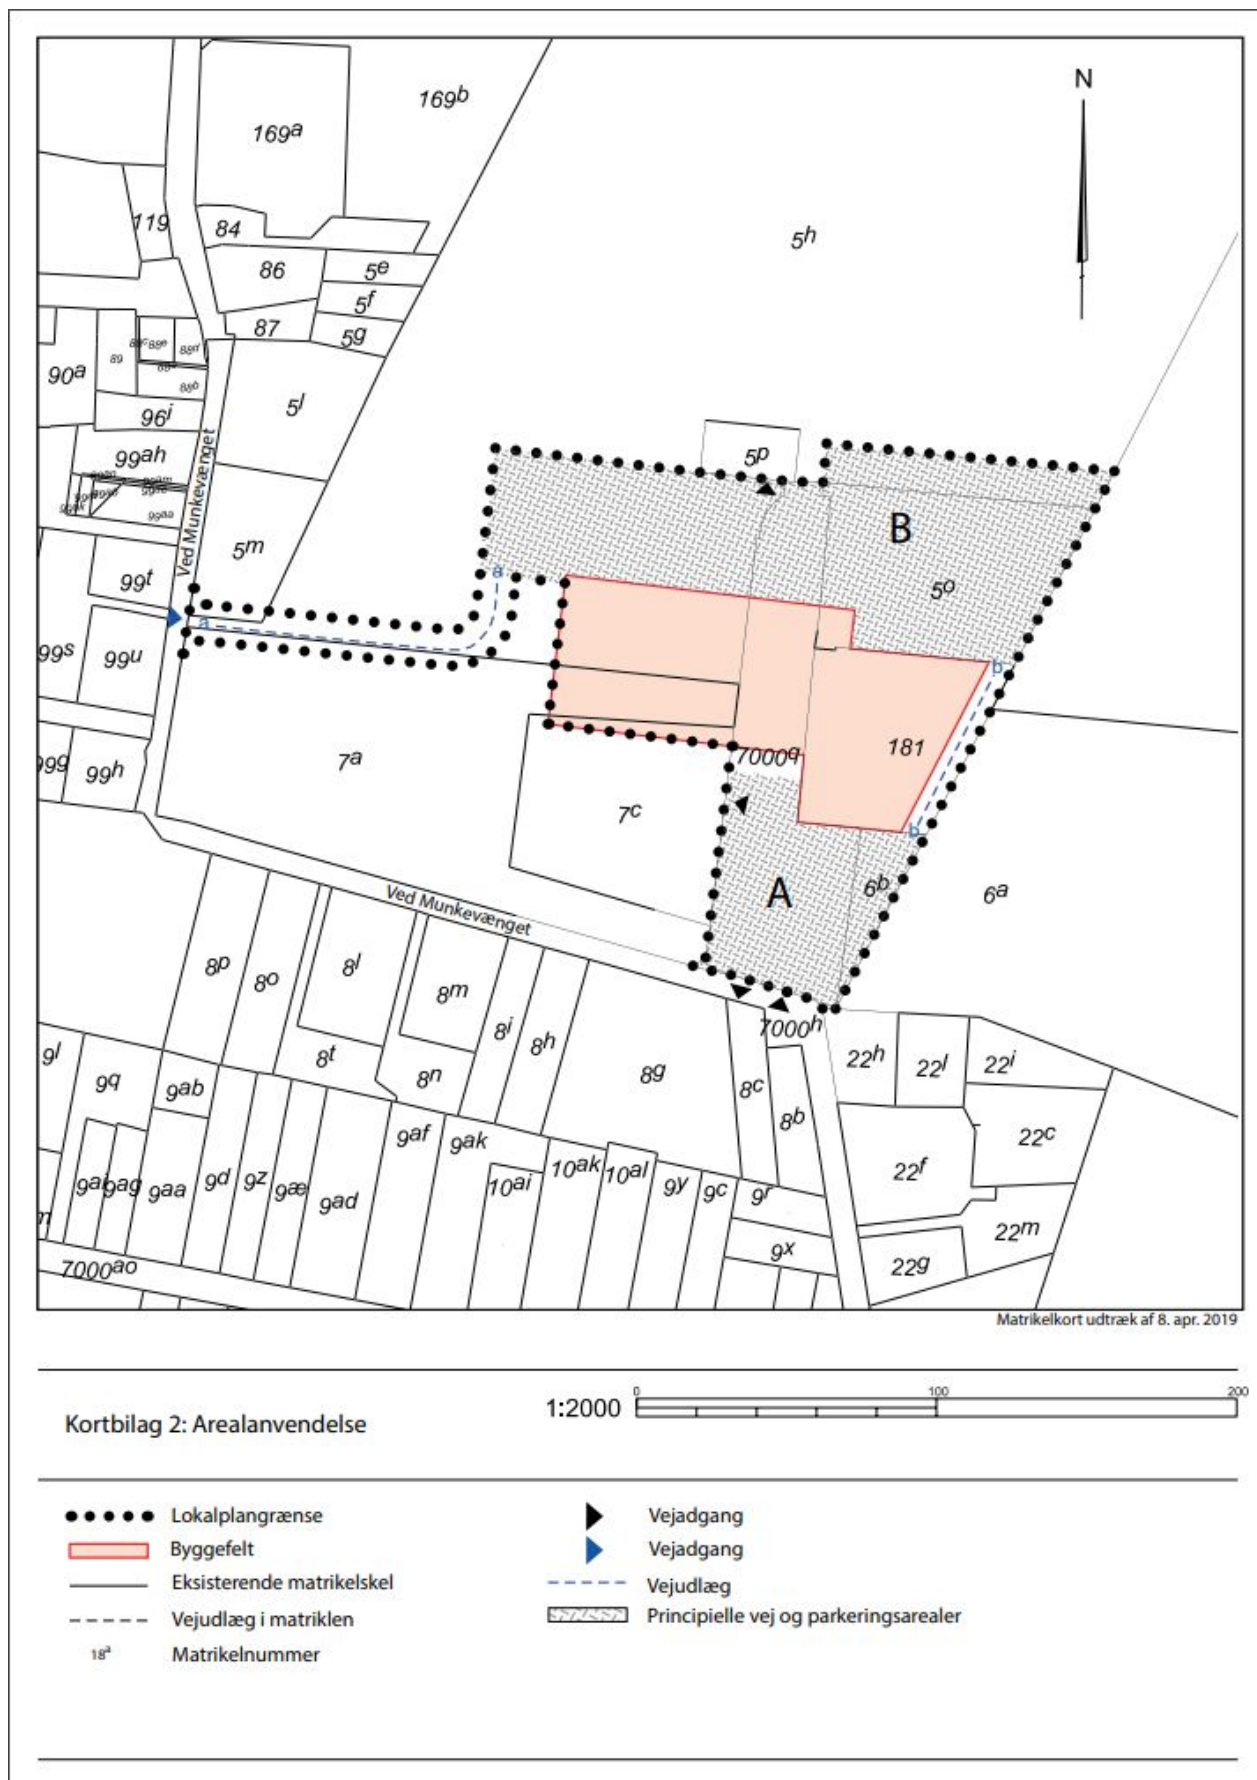 N
169b
169a
119
84
5h
86
5e
5f
87
5g
89
88e
88d
90a
88b
5l
96i
99ah
5p
99aa
Ved Munkevænget
B
5m
99t
a
5o
a
99s
99u
b
181
7000q
7a
99g
99h
7c
b
A
6b
6a
Ved Munkevænget
8p
8o
8l
8m
8i
8h
7000h
9l
8t
22h
22l
22i
9q
9ab
8n
8g
8c
8b
22c
9af
9ak
9ai
9ag
9aa
9d
9z
9æ
9ad
10ai
10ak
10al
9y
9c
9r
22f
m
22m
9x
7000ao
22g
Matrikelkort udtræk af 8. apr. 2019
Kortbilag 2: Arealanvendelse
1:2000
0 100 200
Lokalplangrænse
Vejadgang
Byggefelt
Vejadgang
Eksisterende matrikelskel
Vejudlæg
Vejudlæg i matriklen
Principielle vej og parkeringsarealer
18a Matrikelnummer